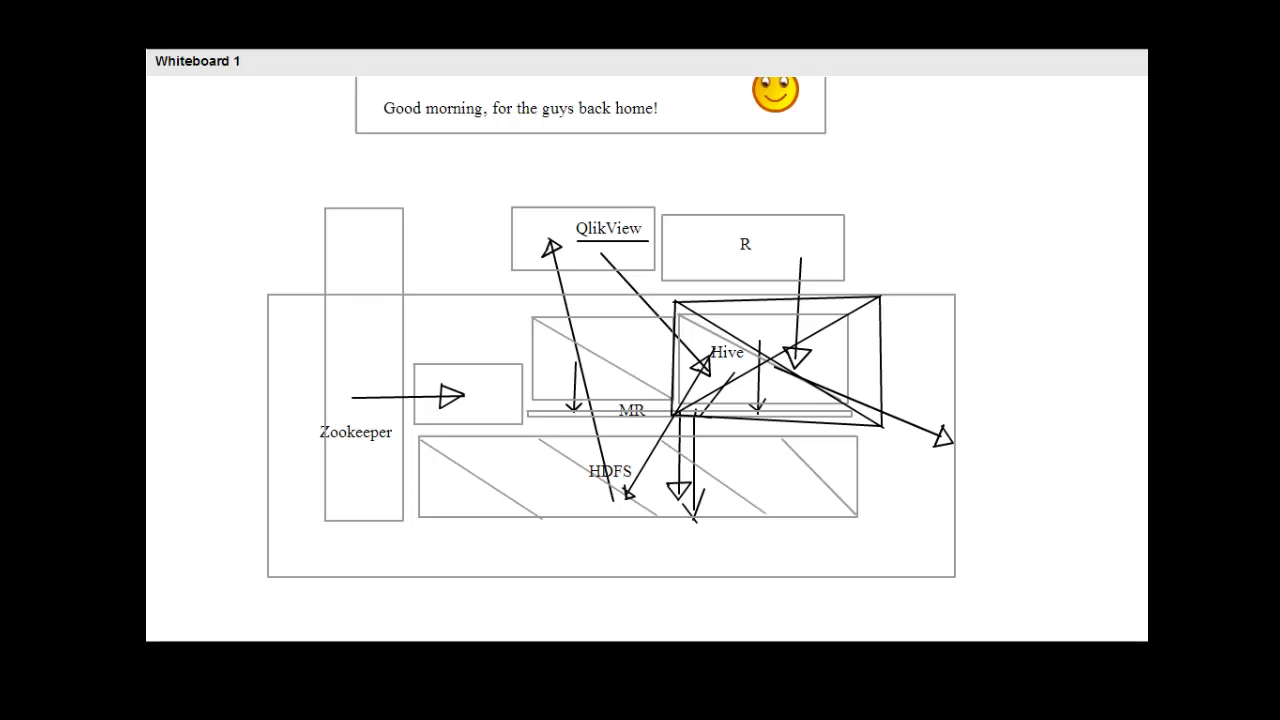 Whiteboard 1
Good morning, for the guys back home!
QlikView
R
Hive
MR
Zookeeper
HDFS